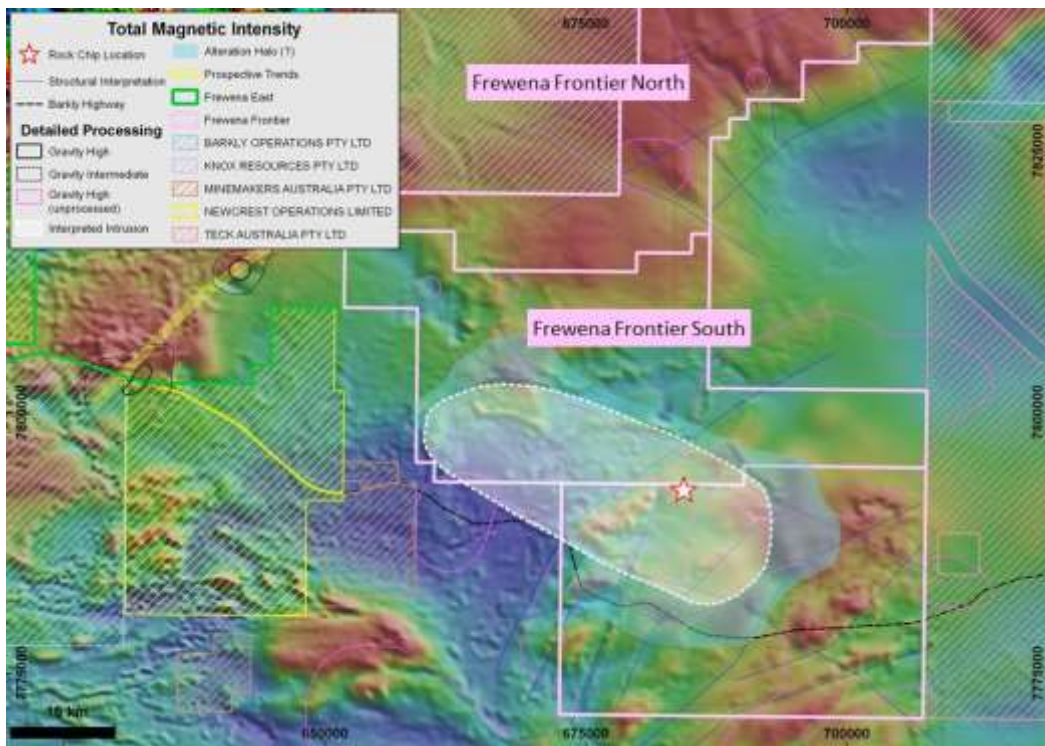 675000
700000
Total Magnetic Intensity
Rock Chip Location
Structural Interpretation
Barkly Highway
Detailed Processing
Gravity High
Gravity Intermediate
Gravity High
(unprocessed)
Interpreted Intrusion
Alteration Halo (?)
Prospective Trends
Frewena East
Frewena Frontier
BARKLY OPERATIONS PTY LTD
KNOX RESOURCES PTY LTD
MINEMAKERS AUSTRALIA PTY LTD
NEWCREST OPERATIONS LIMITED
TECK AUSTRALIA PTY LTD
Frewena Frontier North
7825000
Frewena Frontier South
7800000
7800000
7775000
7775000
10 km
650000
675000
700000